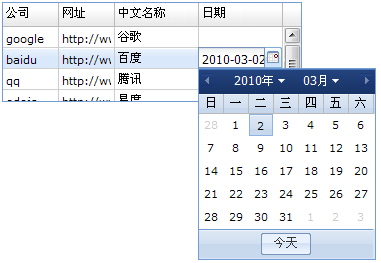 公司 网址 中文名称 日期
google http://wv 谷歌
baidu http://wv 百度 2010-03-02
qq http://wv 腾讯
2010年 03月
日 一 二 三 四 五 六
28 1 2 3 4 5 6
7 8 9 10 11 12 13
14 15 16 17 18 19 20
21 22 23 24 25 26 27
28 29 30 31 1 2 3
今天